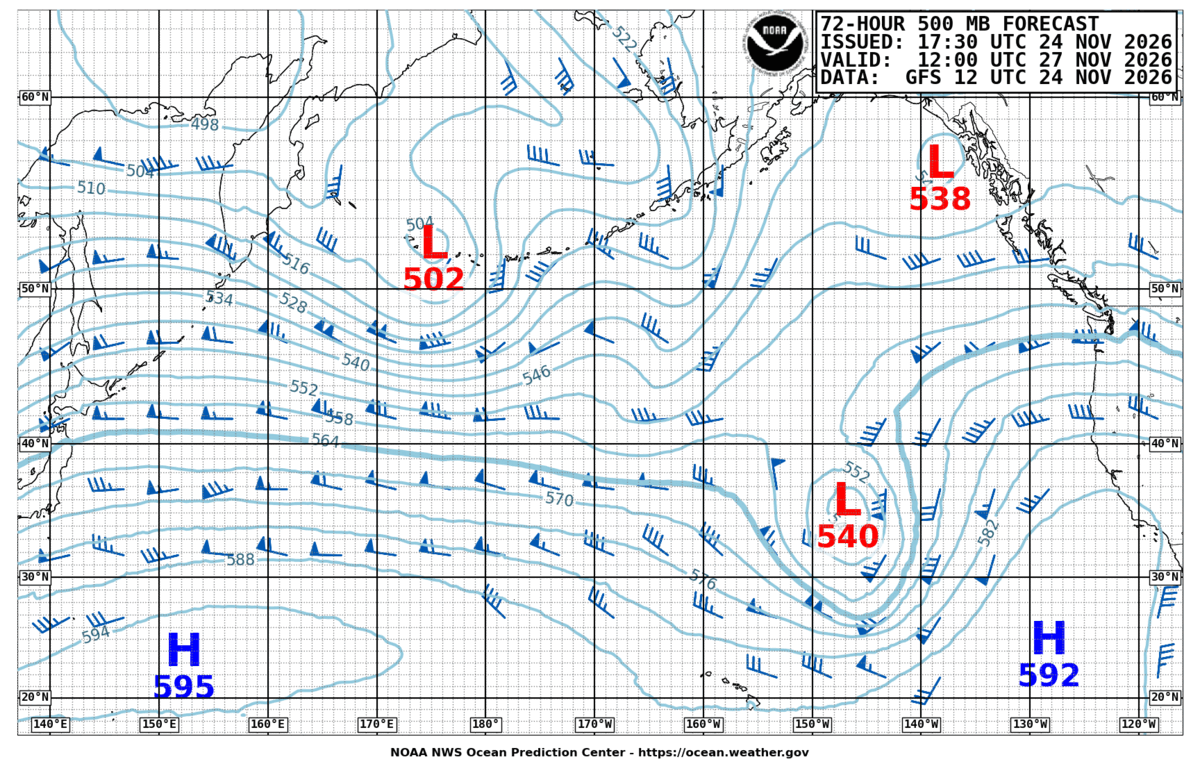 NOAA
72-HOUR 500 MB FORECAST
ISSUED: 17:30 UTC 24 NOV 2026
VALID: 12:00 UTC 27 NOV 2026
DATA: GFS 12 UTC 24 NOV 2026
522
60°N
60°N
498
504
510
L
538
504
L
502
516
50°N
50°N
534
528
540
546
552
558
564
40°N
40°N
552
L
540
570
582
588
576
30°N
30°N
594
H
595
H
592
20°N
20°N
140°E 150°E 160°E 170°E 180° 170°W 160°W 150°W 140°W 130°W 120°W
NOAA NWS Ocean Prediction Center - https://ocean.weather.gov